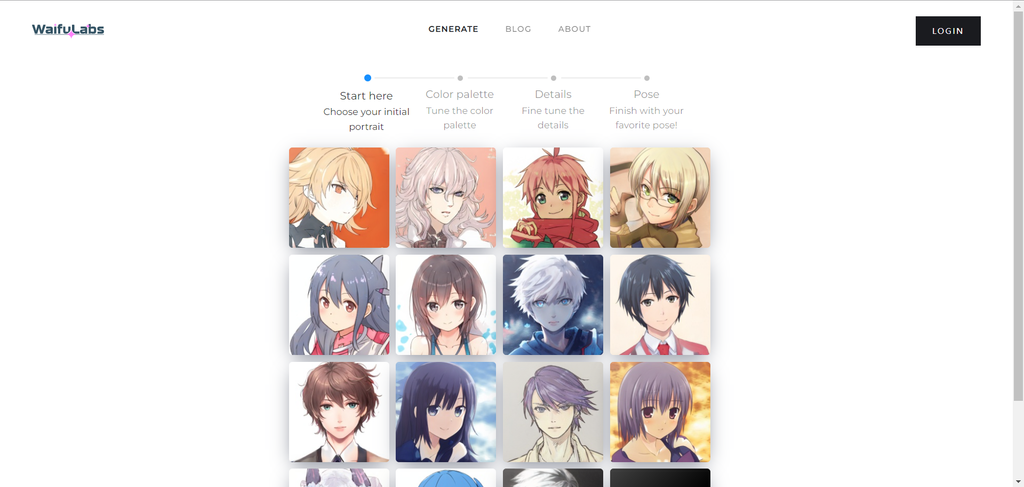 WaifuLabs
GENERATE
BLOG
ABOUT
LOGIN
Start here
Choose your initial
portrait
Color palette
Tune the color
palette
Details
Fine tune the
details
Pose
Finish with your
favorite pose!